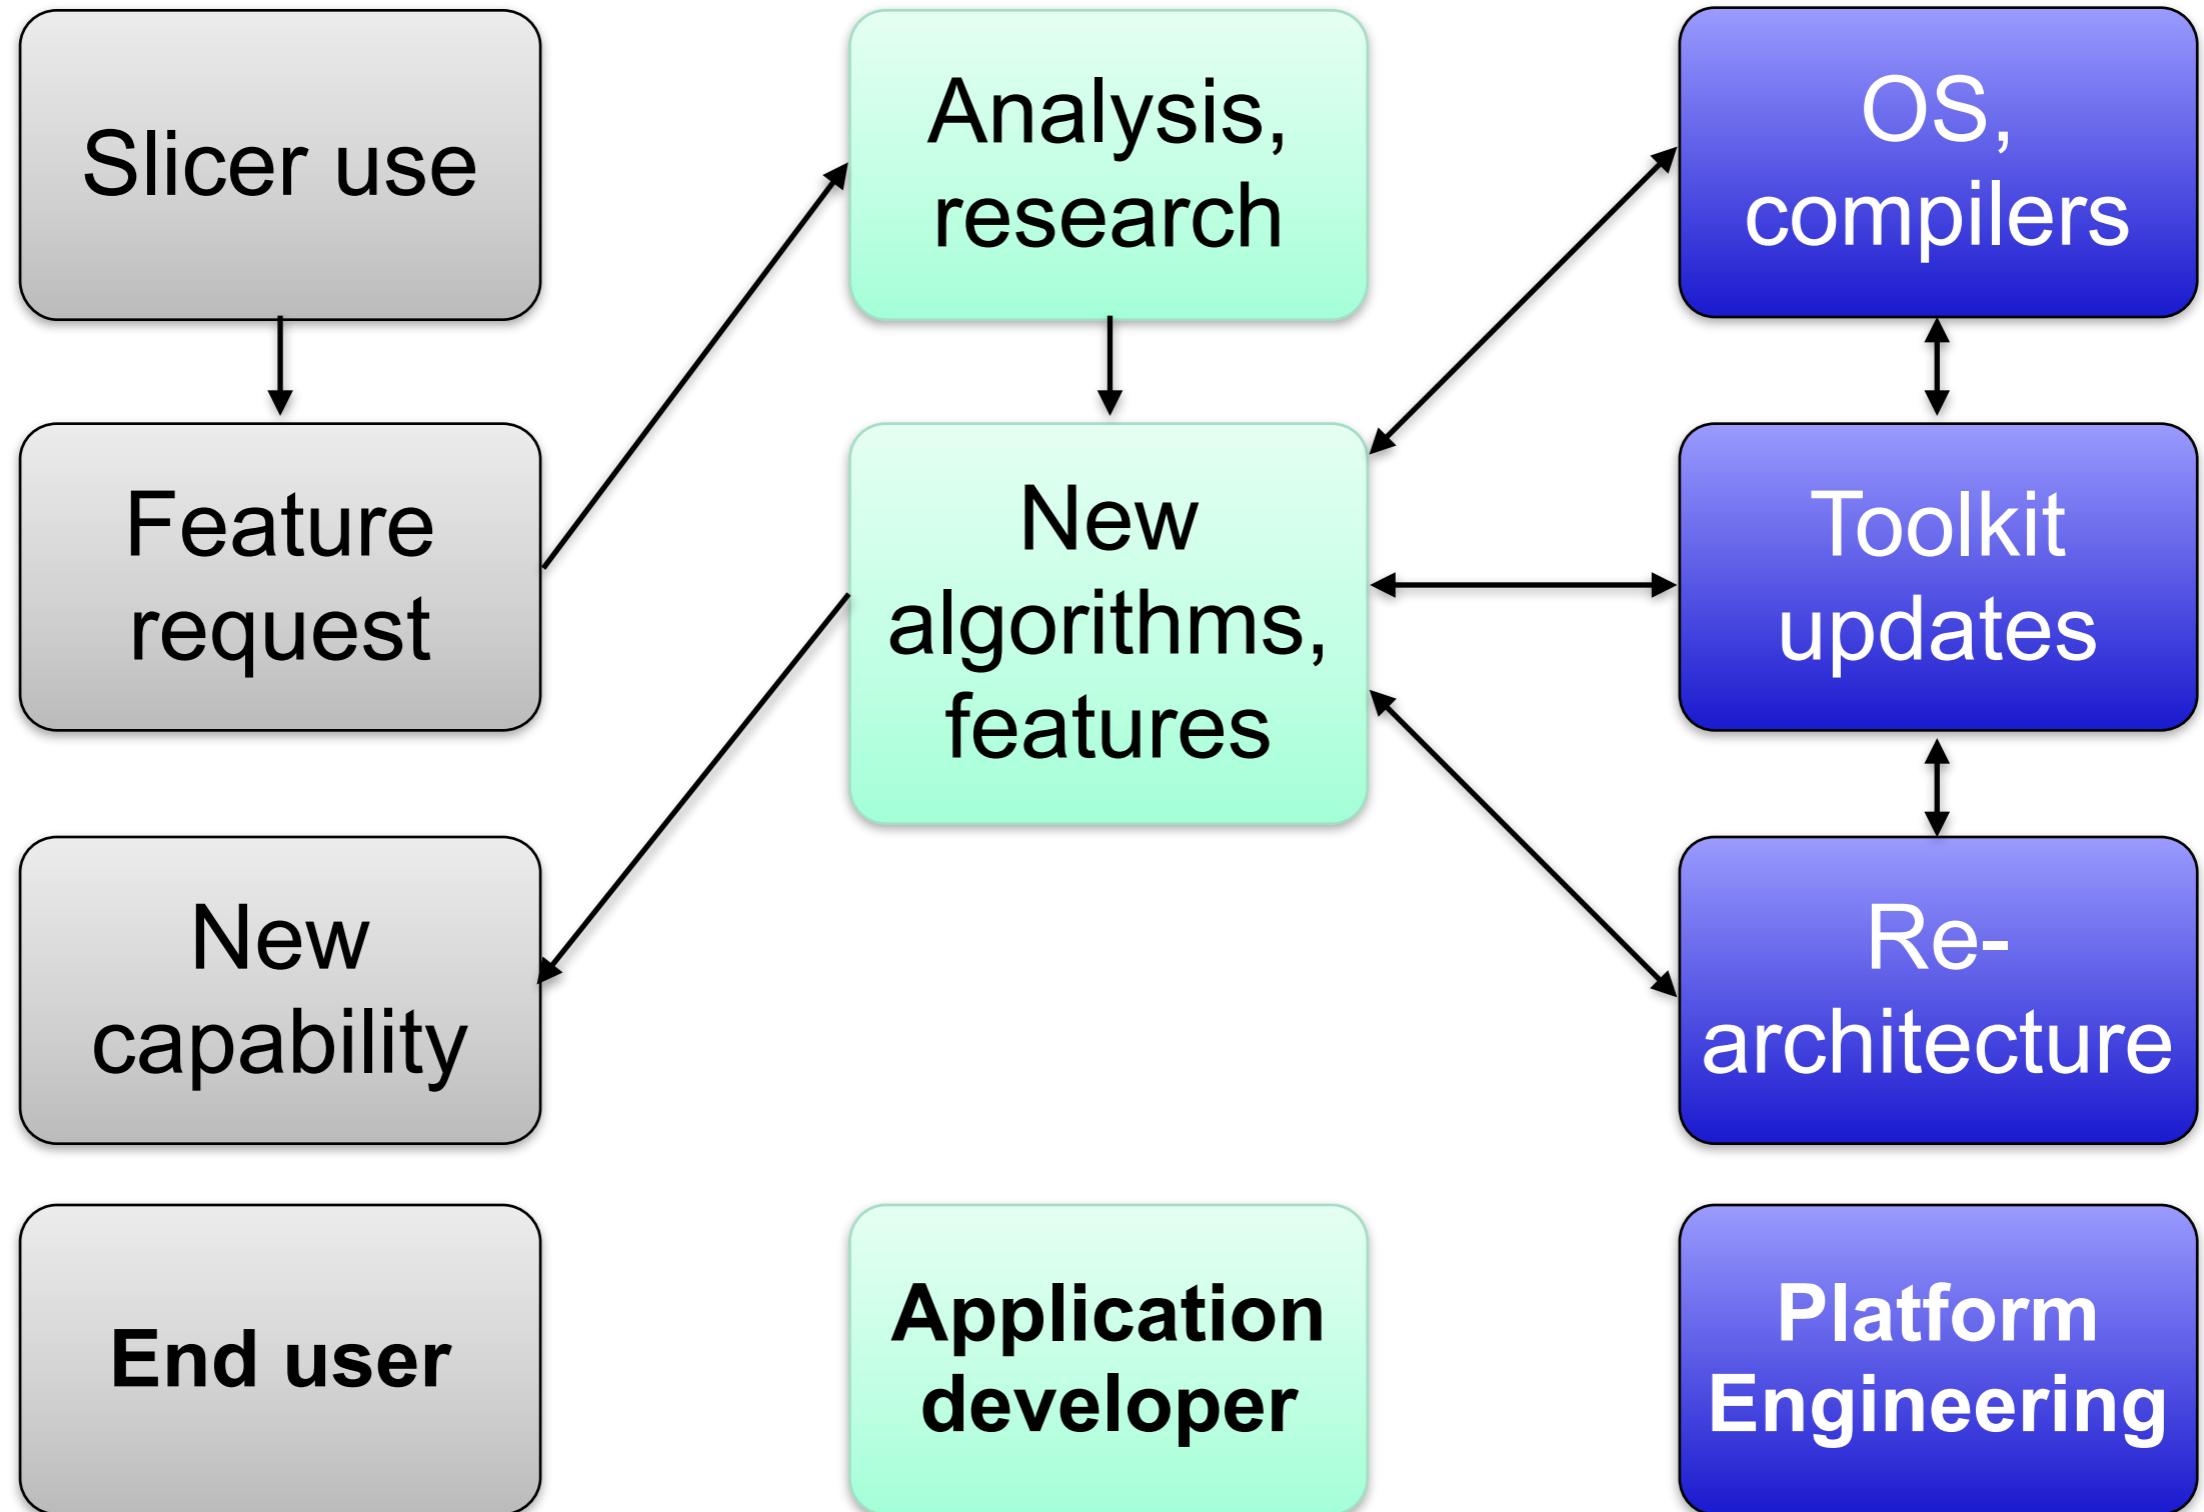 Slicer use
Feature
request
New
capability
End user
Analysis,
research
New
algorithms,
features
Application
developer
OS,
compilers
Toolkit
updates
Re-
architecture
Platform
Engineering